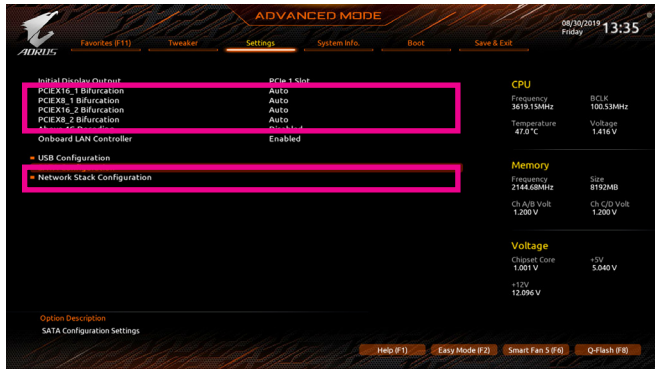 ADVANCED MODE
08/30/2019 Friday 13:35
AORUS
Favorites (F11) Tweaker Settings System Info. Boot Save & Exit
Initial Display Output PCIe 1 Slot
PCIEX16_1 Bifurcation Auto
PCIEX8_1 Bifurcation Auto
PCIEX16_2 Bifurcation Auto
PCIEX8_2 Bifurcation Auto
Onboard LAN Controller Enabled
USB Configuration
Network Stack Configuration
CPU
Frequency BCLK
3619.15MHz 100.53MHz
Temperature Voltage
47.0 °C 1.416 V
Memory
Frequency Size
2144.68MHz 8192MB
Ch A/B Volt Ch C/D Volt
1.200 V 1.200 V
Voltage
Chipset Core +5V
1.001 V 5.040 V
+12V
12.096 V
Option Description
SATA Configuration Settings
Help (F1) Easy Mode (F2) Smart Fan 5 (F6) Q-Flash (F8)